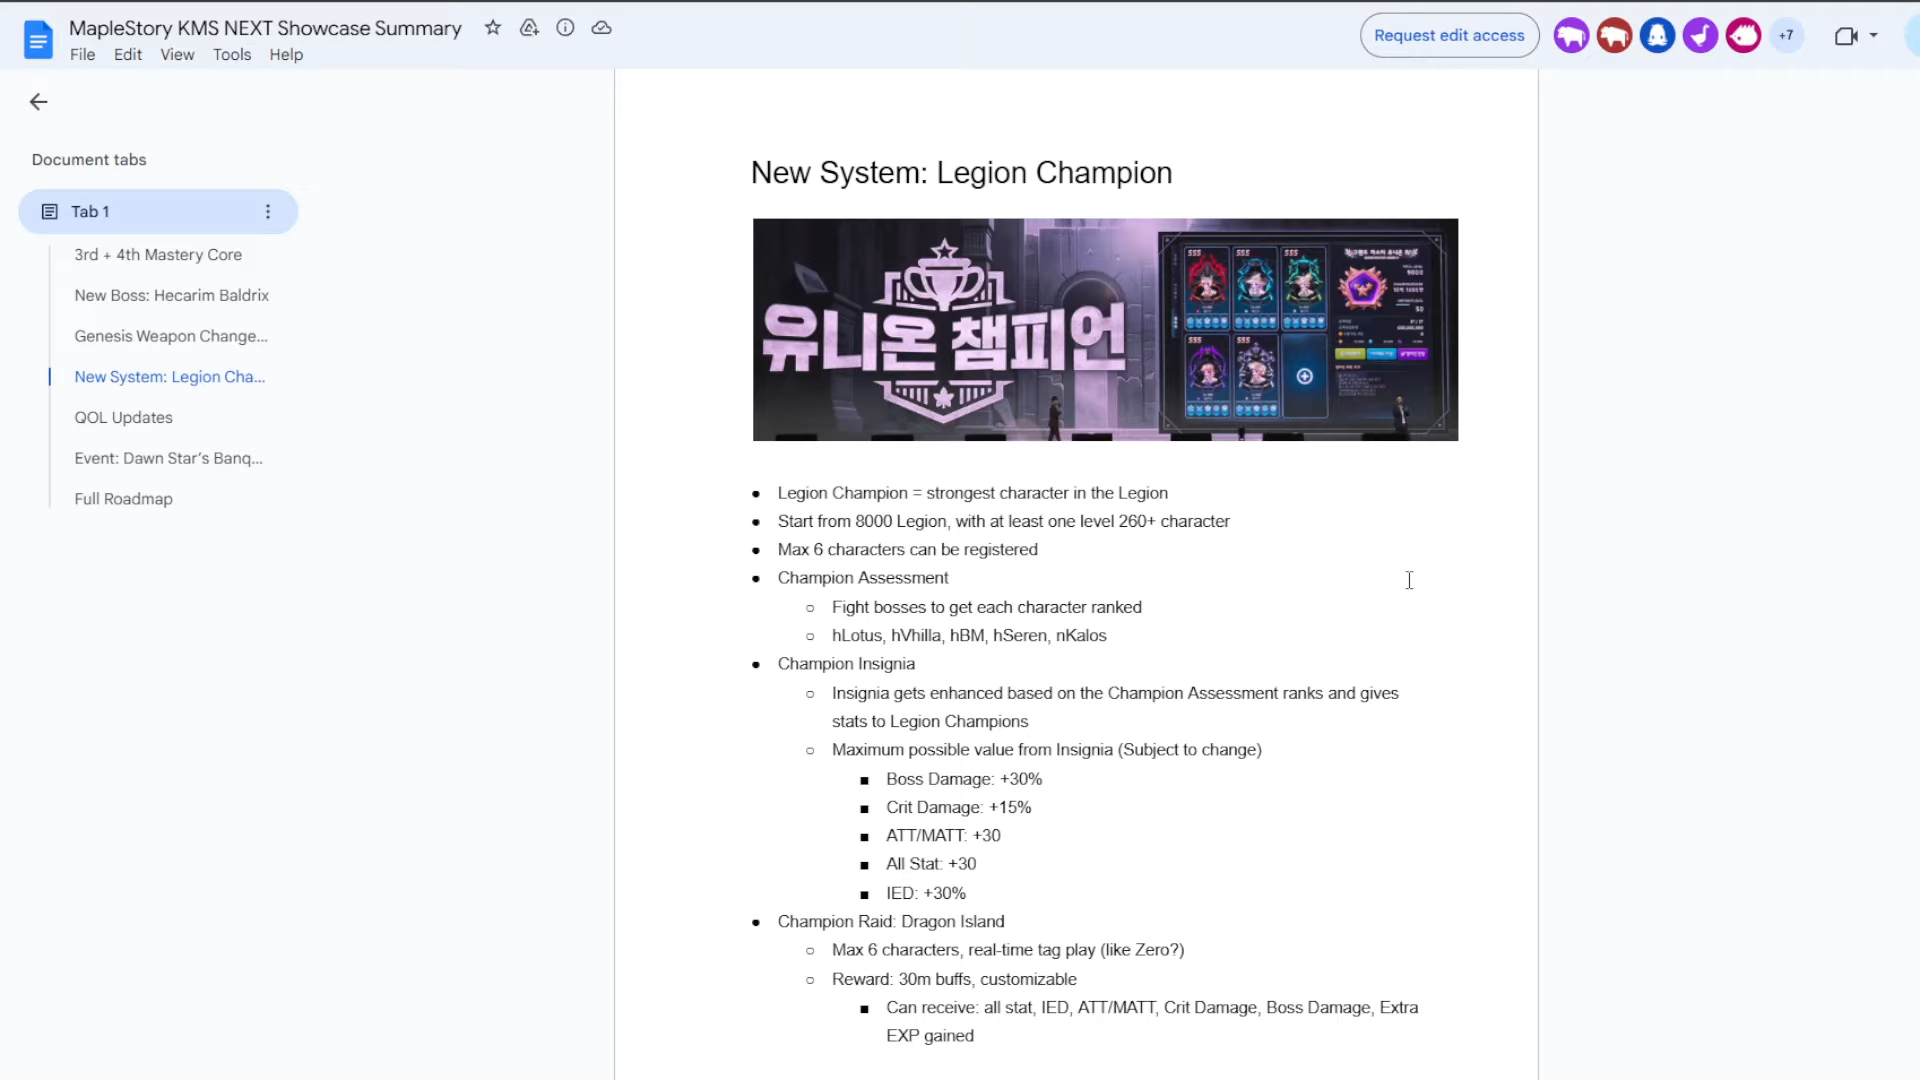 MapleStory KMS NEXT Showcase Summary
File Edit View Tools Help
Request edit access
+7
Document tabs
Tab 1
3rd + 4th Mastery Core
New Boss: Hecarim Baldrix
Genesis Weapon Change...
New System: Legion Cha...
QOL Updates
Event: Dawn Star's Banq...
Full Roadmap
New System: Legion Champion
유니온 챔피언
SSS SSS SSS
SSS SSS
• Legion Champion = strongest character in the Legion
• Start from 8000 Legion, with at least one level 260+ character
• Max 6 characters can be registered
• Champion Assessment
○ Fight bosses to get each character ranked
○ hLotus, hVhilla, hBM, hSeren, nKalos
• Champion Insignia
○ Insignia gets enhanced based on the Champion Assessment ranks and gives
stats to Legion Champions
○ Maximum possible value from Insignia (Subject to change)
■ Boss Damage: +30%
■ Crit Damage: +15%
■ ATT/MATT: +30
■ All Stat: +30
■ IED: +30%
• Champion Raid: Dragon Island
○ Max 6 characters, real-time tag play (like Zero?)
○ Reward: 30m buffs, customizable
■ Can receive: all stat, IED, ATT/MATT, Crit Damage, Boss Damage, Extra
EXP gained